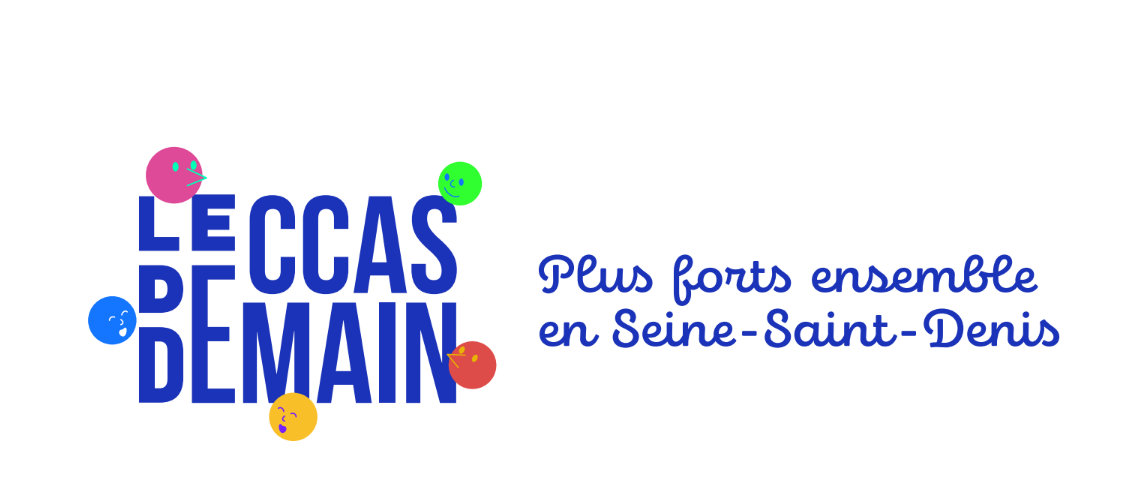 LE CCAS
DE DEMAIN
Plus forts ensemble
en Seine-Saint-Denis